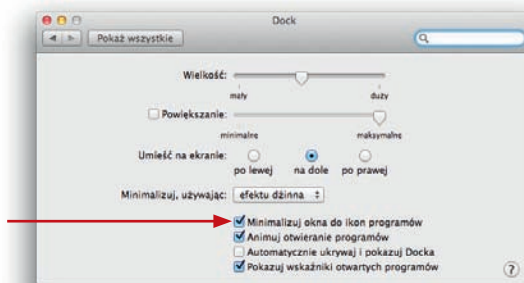 Dock
Pokaż wszystkie
Wielkość:
mały duży
Powiększanie:
minimalne maksymalne
Umieść na ekranie:
po lewej na dole po prawej
Minimalizuj, używając: efektu dżinna
Minimalizuj okna do ikon programów
Animuj otwieranie programów
Automatycznie ukrywaj i pokazuj Docka
Pokazuj wskaźniki otwartych programów
?